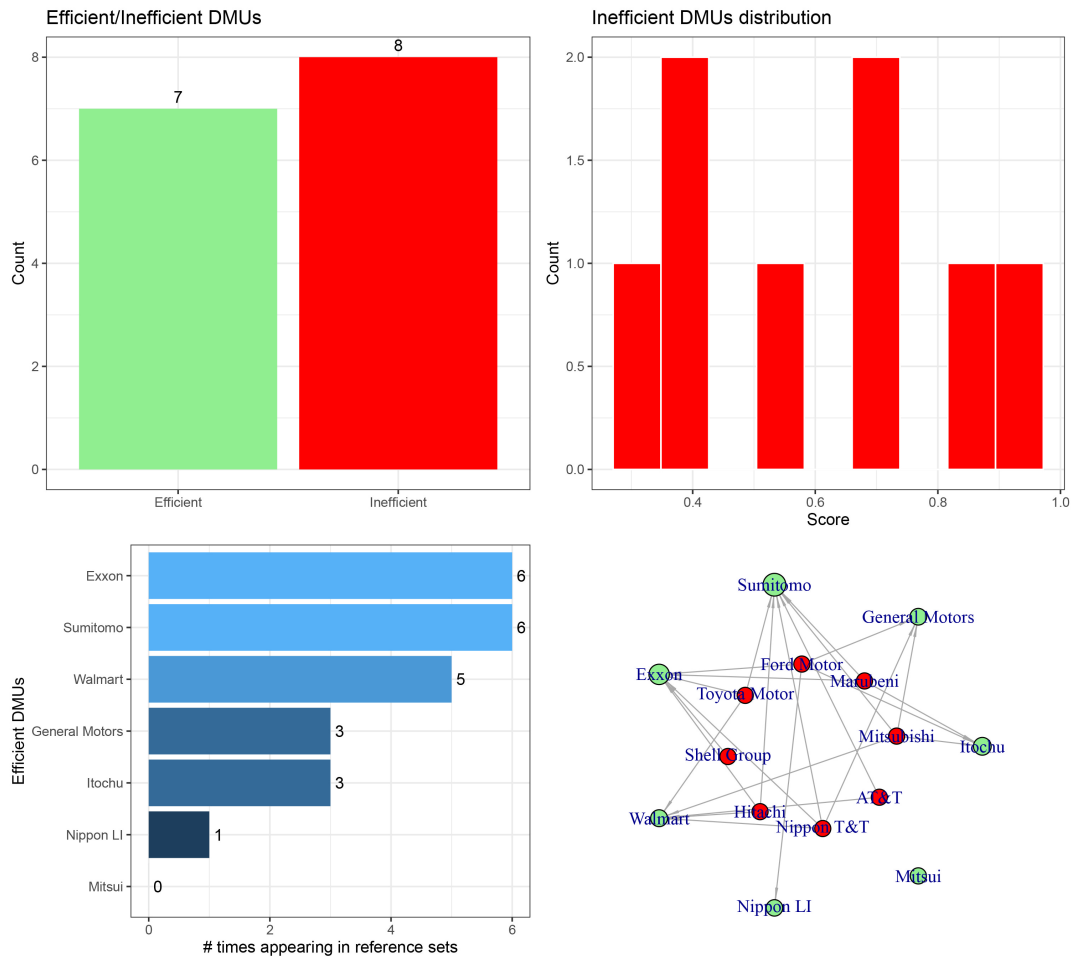 Efficient/Inefficient DMUs
8
7
8
6
4
2
0
Count
Efficient
Inefficient
Inefficient DMUs distribution
2.0
1.5
1.0
0.5
0.0
Count
0.4
0.6
0.8
1.0
Score
Efficient DMUs
Exxon
6
Sumitomo
6
Walmart
5
General Motors
3
Itochu
3
Nippon LI
1
Mitsui
0
0
2
4
6
# times appearing in reference sets
Sumitomo
General Motors
Ford Motor
Exxon
Marubeni
Toyota Motor
Mitsubishi
Itochu
Shell Group
AT&T
Hitachi
Walmart
Nippon T&T
Mitsui
Nippon LI